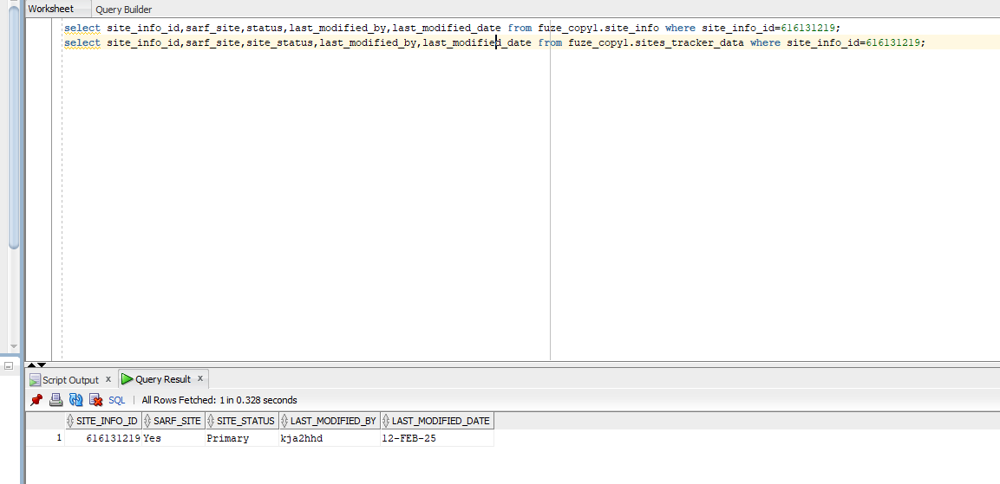 Worksheet Query Builder
select site_info_id,sarf_site,status,last_modified_by,last_modified_date from fuze_copy1.site_info where site_info_id=616131219;
select site_info_id,sarf_site,site_status,last_modified_by,last_modified_date from fuze_copy1.sites_tracker_data where site_info_id=616131219;
Script Output x Query Result x
SQL | All Rows Fetched: 1 in 0.328 seconds
SITE_INFO_ID SARF_SITE SITE_STATUS LAST_MODIFIED_BY LAST_MODIFIED_DATE
1 616131219 Yes Primary kja2hhd 12-FEB-25